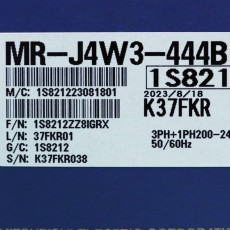 MR-J4W3-444B
1S821
M/C: 1S821223081801
2023/8/18
K37FKR
F/N: 1S8212ZZ8IGRX
L/N: 37FKR01
3PH+1PH200-24
G/C: 1S8212
50/60Hz
S/N: K37FKR038